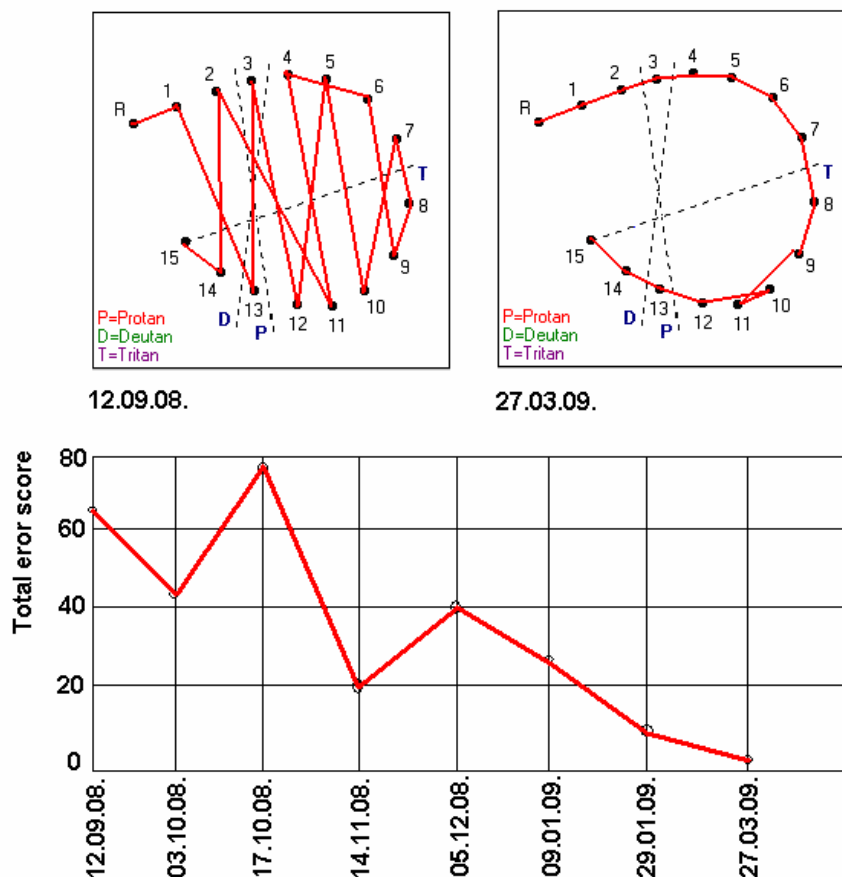 R 1 2 3 4 5 6 7 T 8 9 10 11 12 13 14 15 D P
P=Protan
D=Deutan
T=Tritan
12.09.08.
R 1 2 3 4 5 6 7 T 8 9 10 11 12 13 14 15 D P
P=Protan
D=Deutan
T=Tritan
27.03.09.
Total eror score
80
60
40
20
0
12.09.08.
03.10.08.
17.10.08.
14.11.08.
05.12.08.
09.01.09.
29.01.09.
27.03.09.